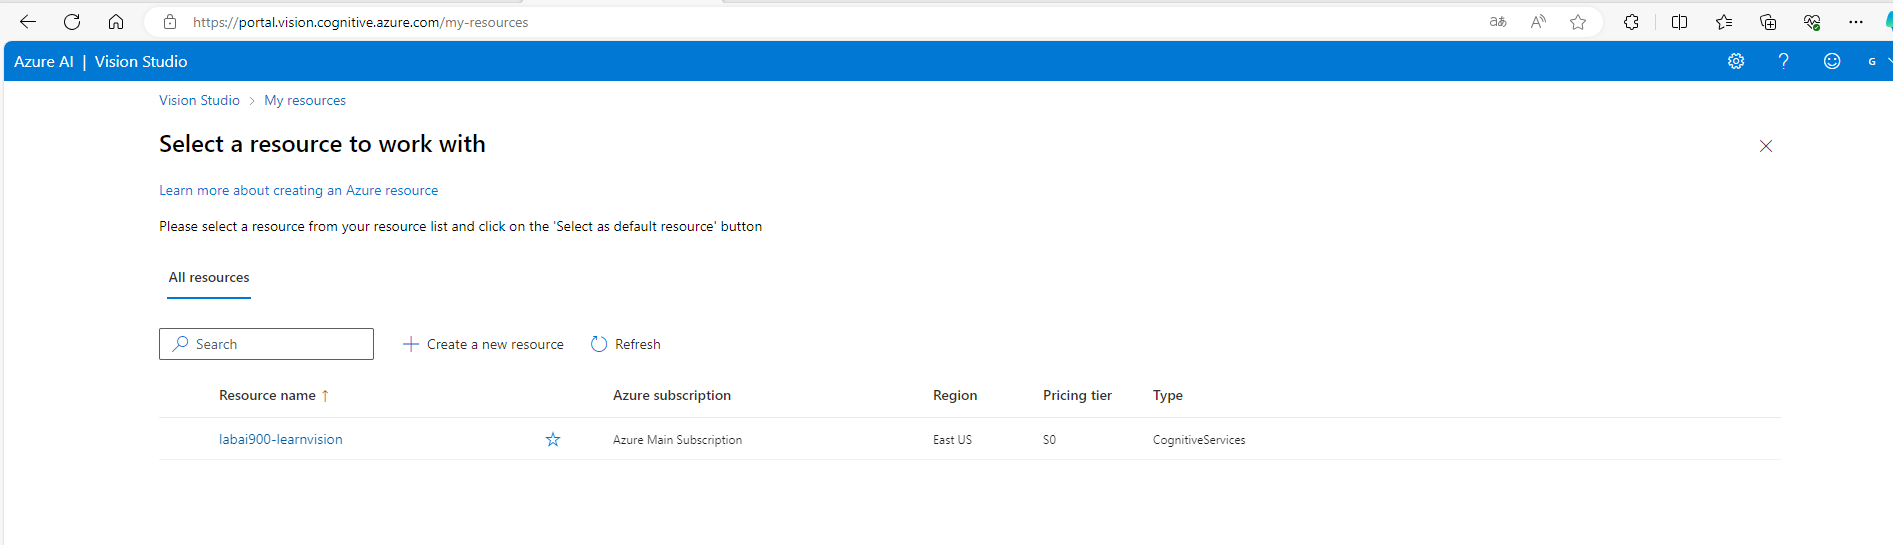 https://portal.vision.cognitive.azure.com/my-resources
Azure AI | Vision Studio
G
Vision Studio > My resources
Select a resource to work with
Learn more about creating an Azure resource
Please select a resource from your resource list and click on the 'Select as default resource' button
All resources
Search
Create a new resource
Refresh
Resource name ↑ Azure subscription Region Pricing tier Type
labai900-learnvision Azure Main Subscription East US S0 CognitiveServices